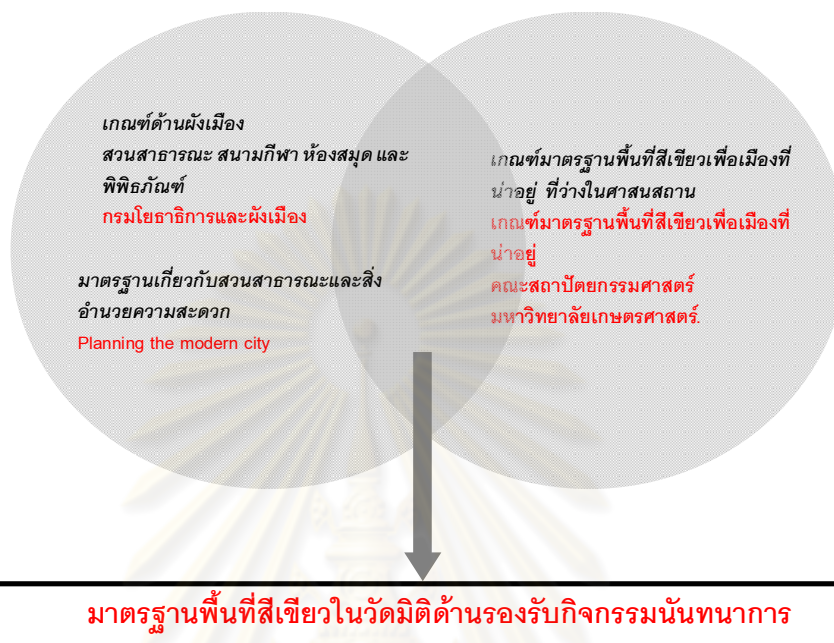 เกณฑ์ด้านผังเมือง
สวนสาธารณะ สนามกีฬา ห้องสมุด และ
พิพิธภัณฑ์
กรมโยธาธิการและผังเมือง
มาตรฐานเกี่ยวกับสวนสาธารณะและสิ่ง
อำนวยความสะดวก
Planning the modern city
เกณฑ์มาตรฐานพื้นที่สีเขียวเพื่อเมืองที่
น่าอยู่ ที่ว่างในศาสนสถาน
เกณฑ์มาตรฐานพื้นที่สีเขียวเพื่อเมืองที่
น่าอยู่
คณะสถาปัตยกรรมศาสตร์
มหาวิทยาลัยเกษตรศาสตร์.
มาตรฐานพื้นที่สีเขียวในวัดมิติด้านรองรับกิจกรรมนันทนาการ